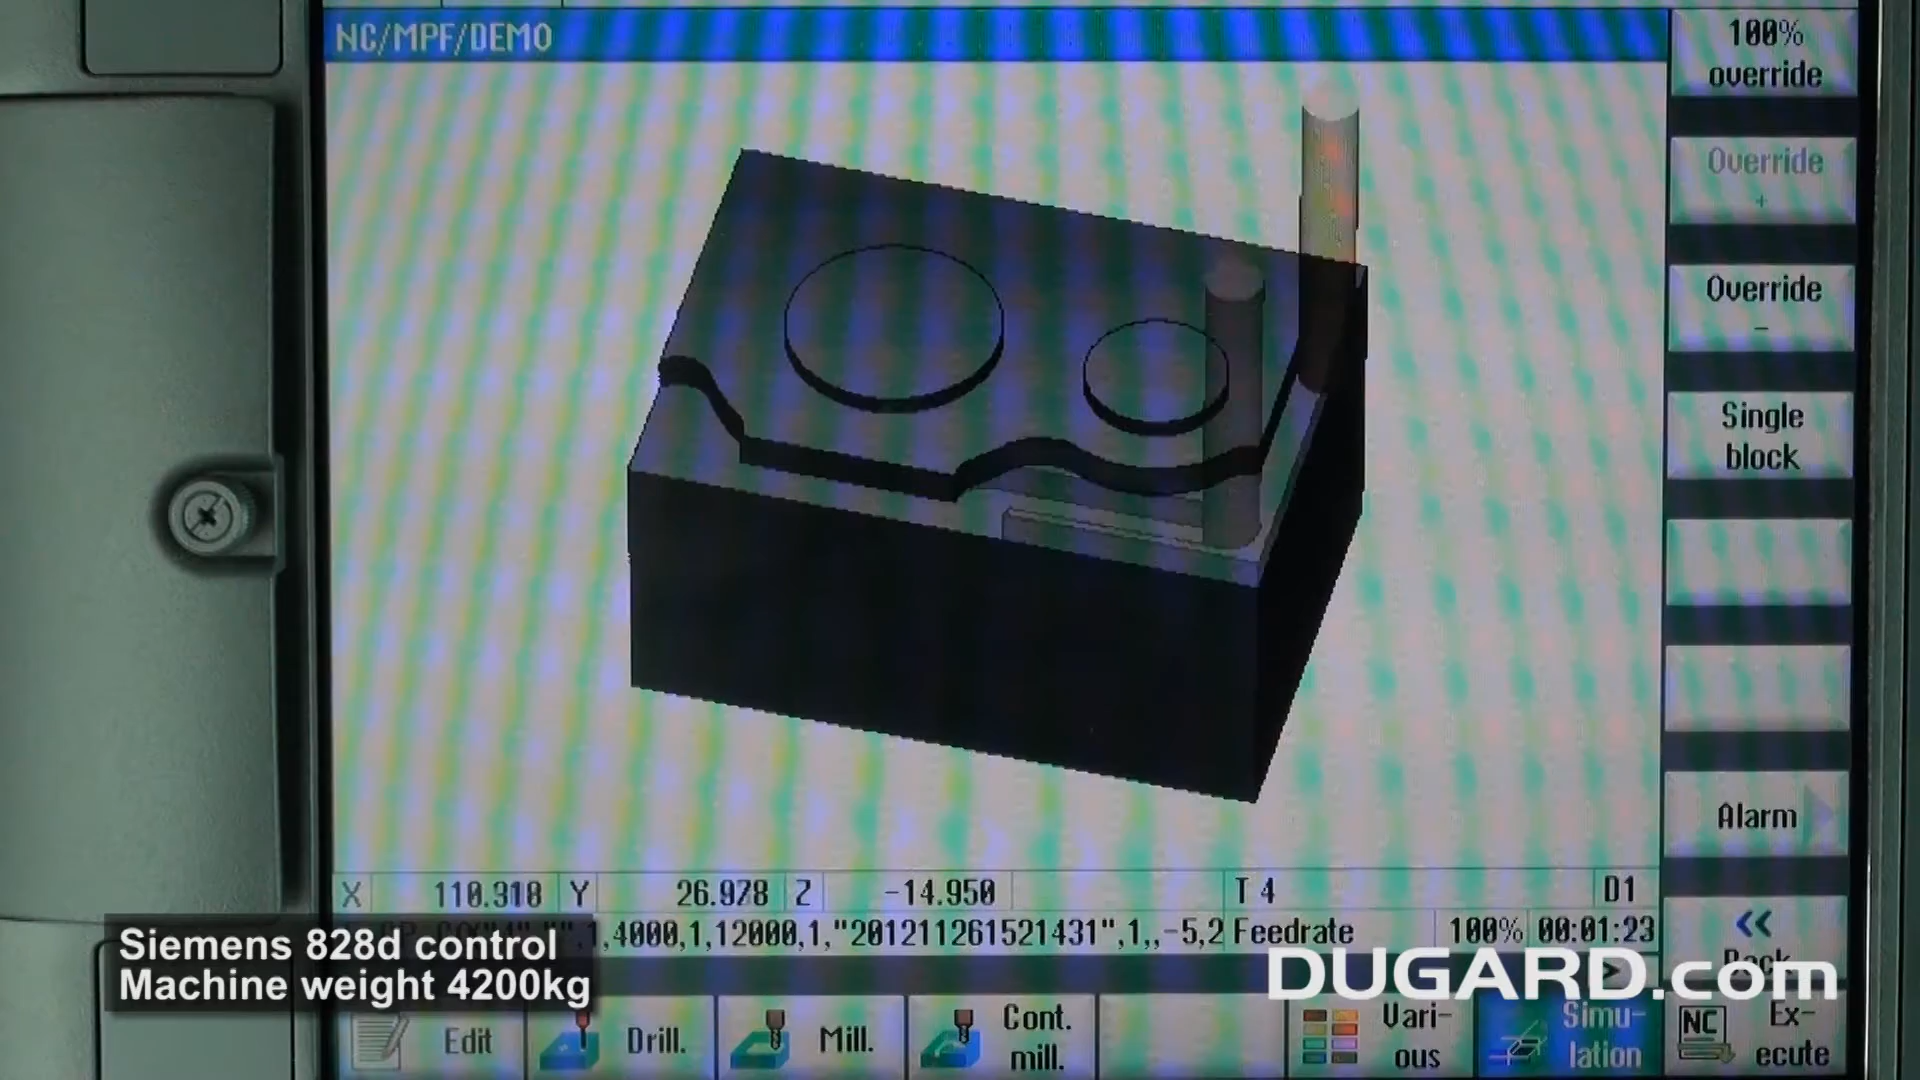 NC/MPF/DEMO
100%
override
Override
+
Override
-
Single
block
Alarm
<<
Back
X 110.318 Y 26.978 Z -14.950 T 4 D1
,1,4000,1,12000,1,"201211261521431",1,,-5,2 Feedrate 100% 00:01:23
Siemens 828d control
Machine weight 4200kg
DUGARD.com
>
Edit
Drill.
Mill.
Cont.
mill.
Vari-
ous
Simu-
lation
NC
Ex-
ecute